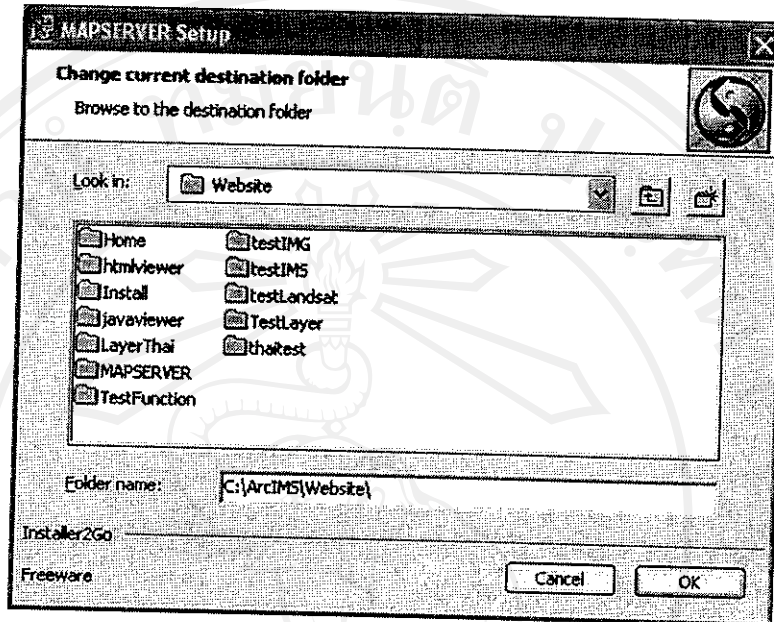 MAPSERVER Setup
Change current destination folder
Browse to the destination folder
Look in: Website
Home
htmlviewer
Install
javaviewer
LayerThai
MAPSERVER
TestFunction
testIMG
testIMS
testLandsat
TestLayer
thaitest
Folder name: C:\ArcIMS\Website\
Installer2Go
Freeware
Cancel OK